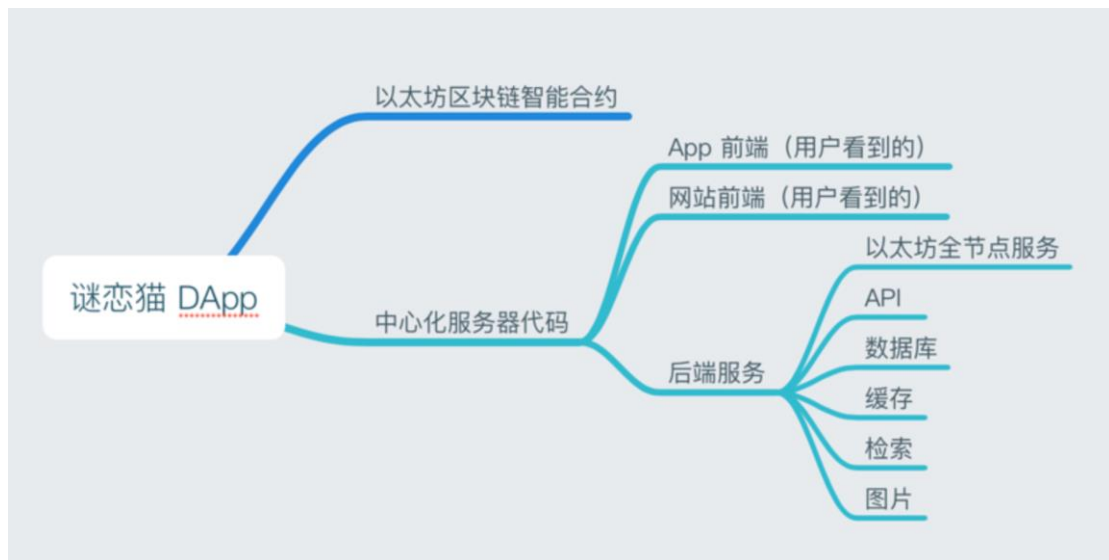 以太坊区块链智能合约
App 前端（用户看到的）
网站前端（用户看到的）
以太坊全节点服务
谜恋猫 DApp
API
中心化服务器代码
数据库
后端服务
缓存
检索
图片